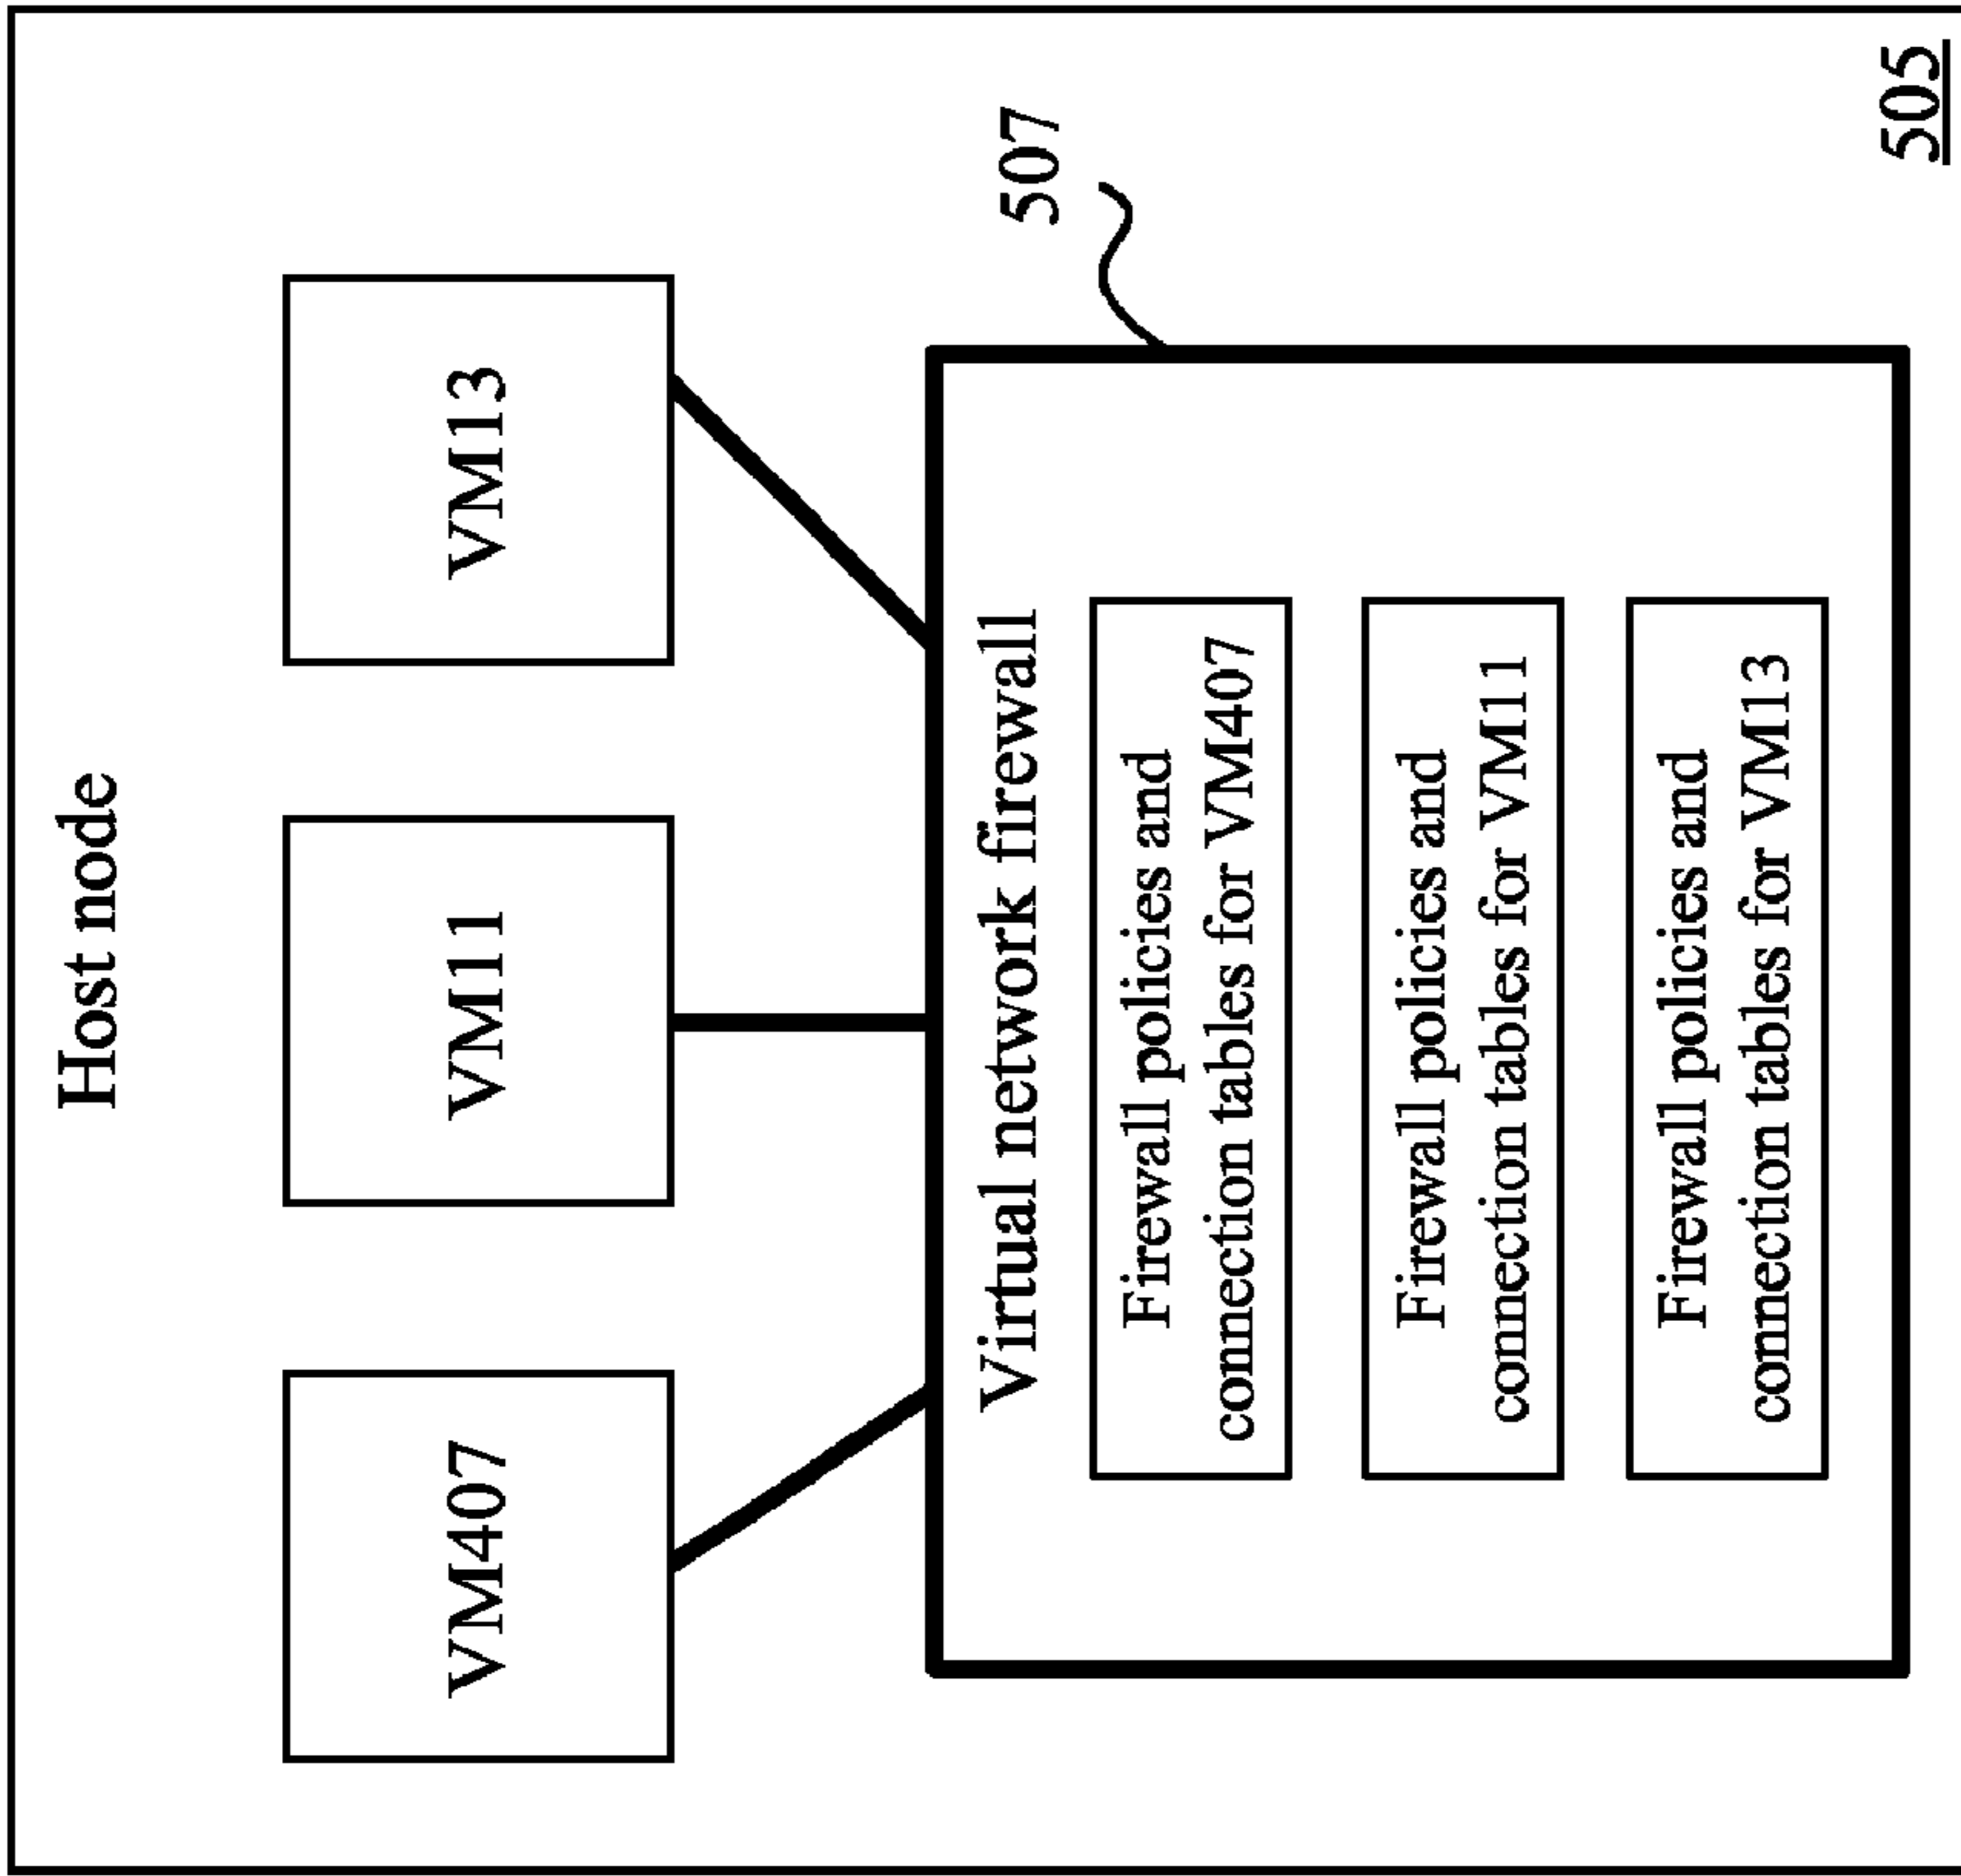 Host node
VM407
VM11
VM13
507
Virtual network firewall
Firewall policies and
connection tables for VM407
Firewall policies and
connection tables for VM11
Firewall policies and
connection tables for VM13
505